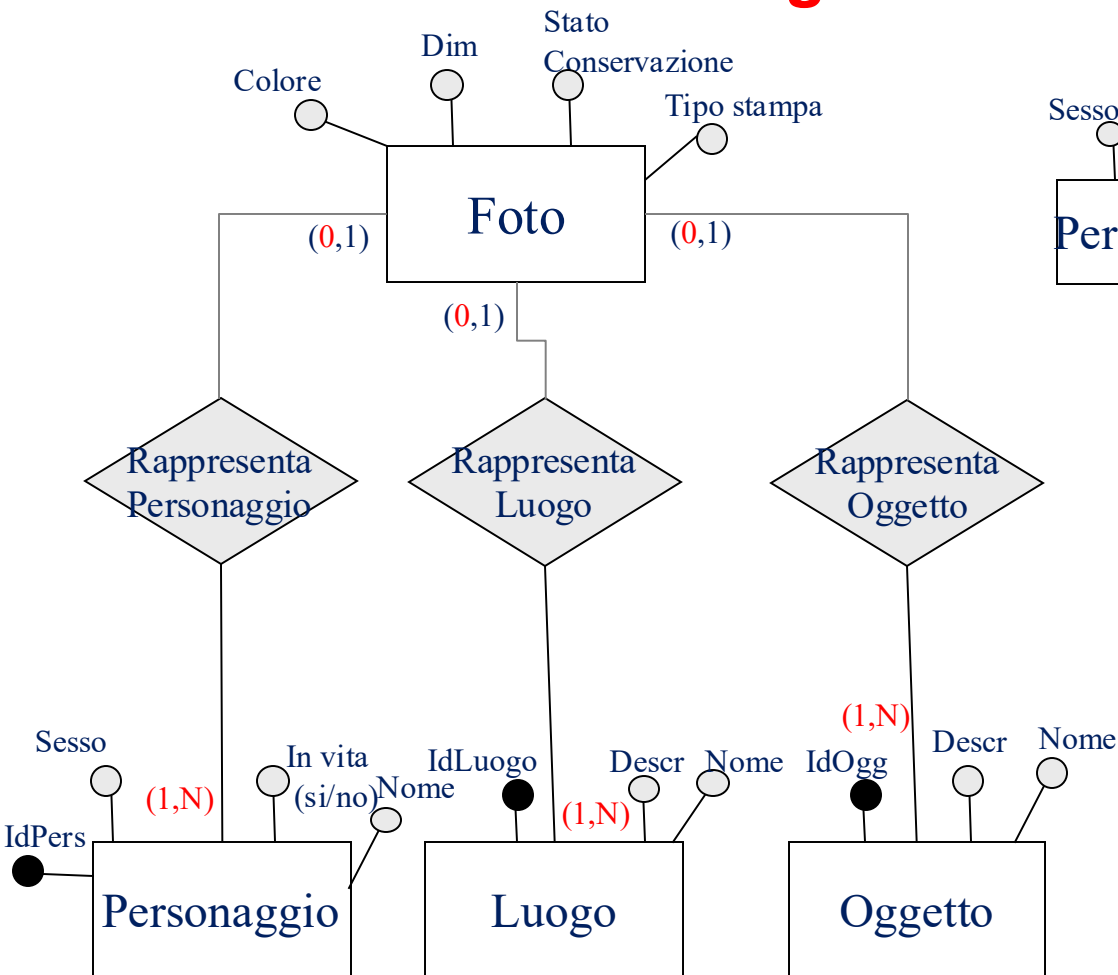 Stato
Dim
Conservazione
Colore
Tipo stampa
Sesso
Foto
Per
(0,1)
(0,1)
(0,1)
Rappresenta
Personaggio
Rappresenta
Luogo
Rappresenta
Oggetto
(1,N)
Sesso
In vita
(si/no)
Nome
IdLuogo
Descr
Nome
IdOgg
Descr
Nome
(1,N)
(1,N)
IdPers
Personaggio
Luogo
Oggetto